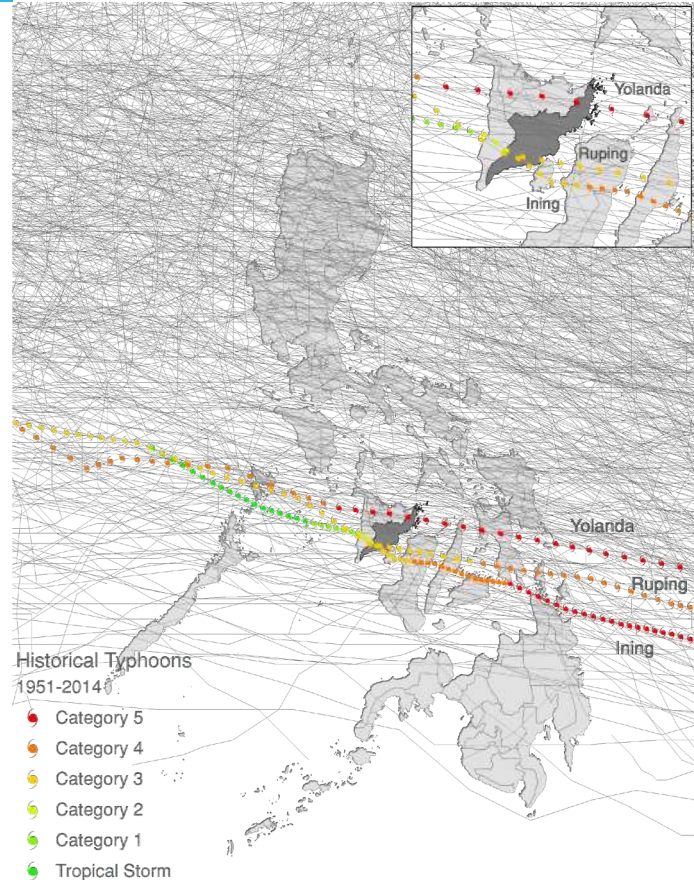 Yolanda
Ruping
Ining
Yolanda
Ruping
Ining
Historical Typhoons
1951-2014
Category 5
Category 4
Category 3
Category 2
Category 1
Tropical Storm